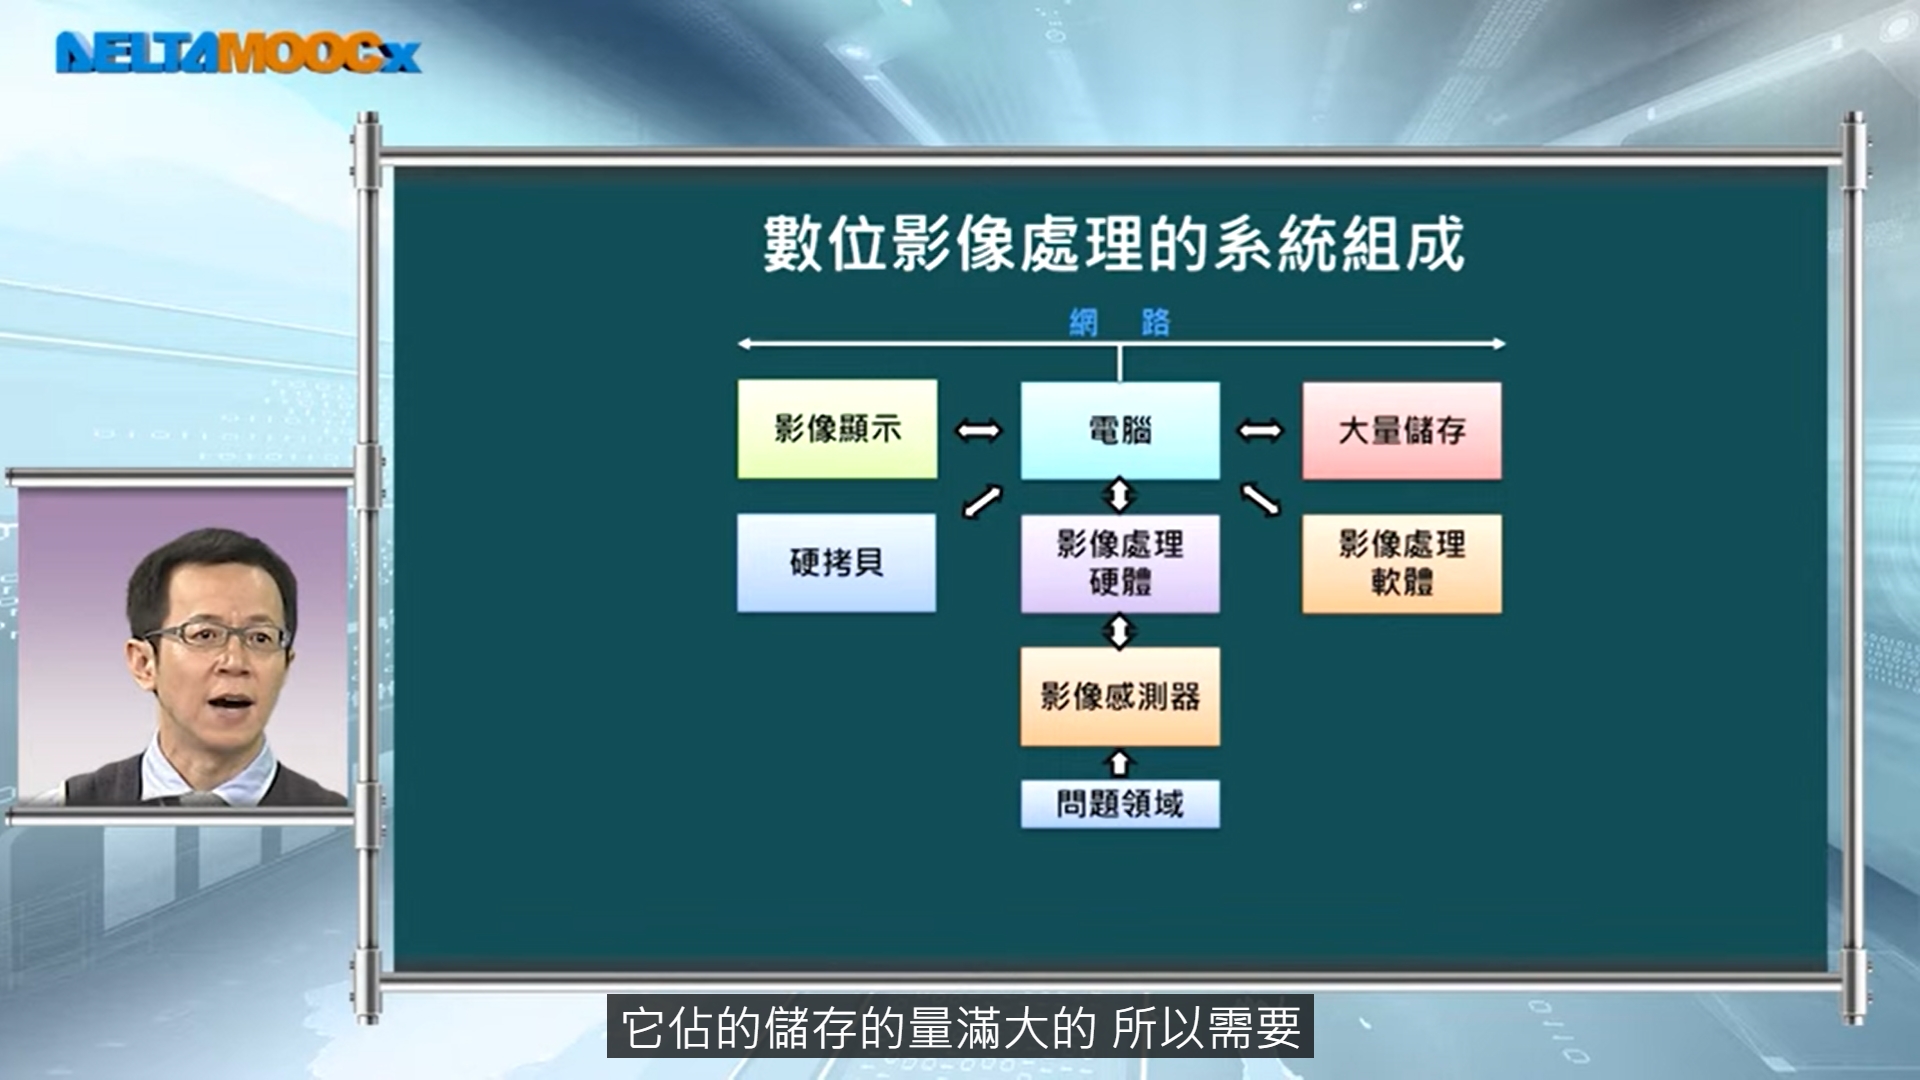 DELTAMOOCx
數位影像處理的系統組成
網 路
影像顯示
電腦
大量儲存
硬拷貝
影像處理
硬體
影像處理
軟體
影像感測器
問題領域
它佔的儲存的量滿大的 所以需要